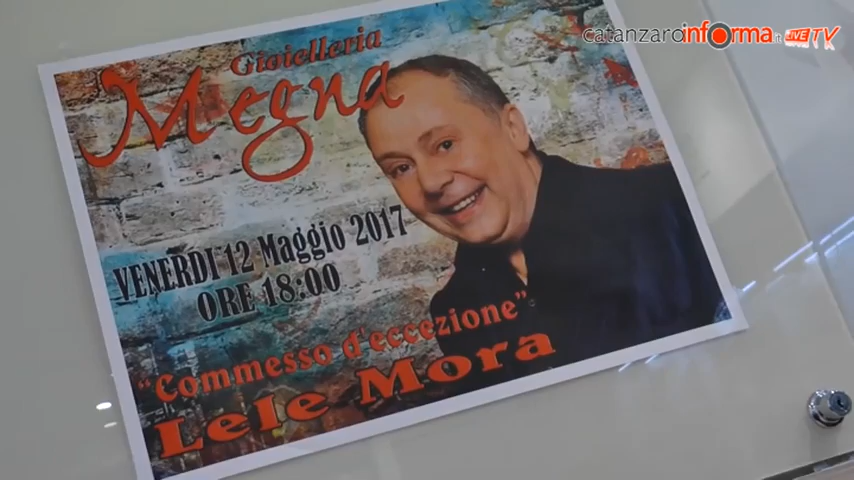 catanzaroinforma.it LIVE TV
Gioielleria
Megna
VENERDI' 12 Maggio 2017
ORE 18:00
"Commesso d'eccezione"
Lele Mora